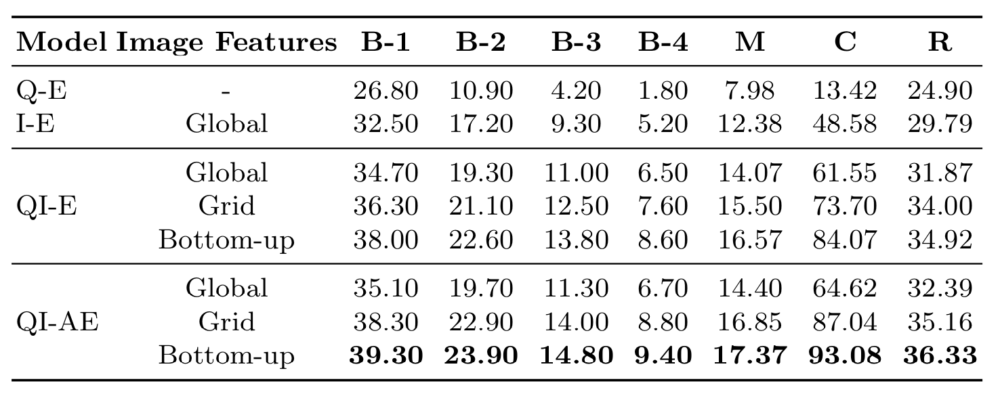 Model Image Features B-1 B-2 B-3 B-4 M C R
Q-E - 26.80 10.90 4.20 1.80 7.98 13.42 24.90
I-E Global 32.50 17.20 9.30 5.20 12.38 48.58 29.79
Global 34.70 19.30 11.00 6.50 14.07 61.55 31.87
QI-E Grid 36.30 21.10 12.50 7.60 15.50 73.70 34.00
Bottom-up 38.00 22.60 13.80 8.60 16.57 84.07 34.92
Global 35.10 19.70 11.30 6.70 14.40 64.62 32.39
QI-AE Grid 38.30 22.90 14.00 8.80 16.85 87.04 35.16
Bottom-up 39.30 23.90 14.80 9.40 17.37 93.08 36.33